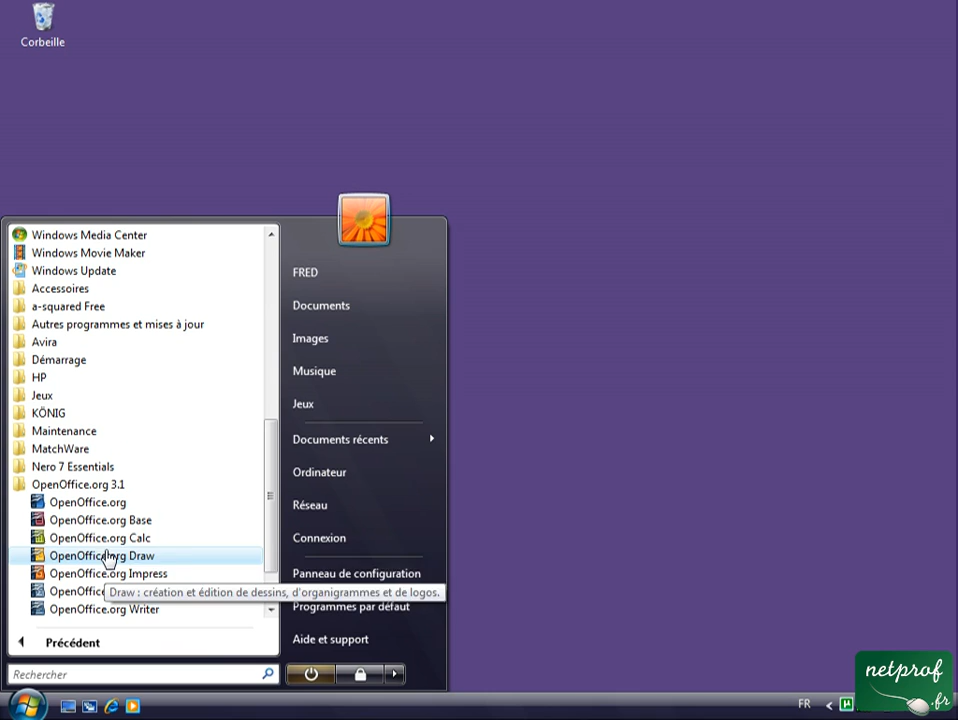 Corbeille
Windows Media Center
Windows Movie Maker
Windows Update
Accessoires
a-squared Free
Autres programmes et mises à jour
Avira
Démarrage
HP
Jeux
KÖNIG
Maintenance
MatchWare
Nero 7 Essentials
OpenOffice.org 3.1
OpenOffice.org
OpenOffice.org Base
OpenOffice.org Calc
OpenOffice.org Draw
OpenOffice.org Impress
OpenOffice
Draw : création et édition de dessins, d'organigrammes et de logos.
OpenOffice.org Writer
Précédent
Rechercher
FRED
Documents
Images
Musique
Jeux
Documents récents
Ordinateur
Réseau
Connexion
Panneau de configuration
Programmes par défaut
Aide et support
FR
netprof
.fr